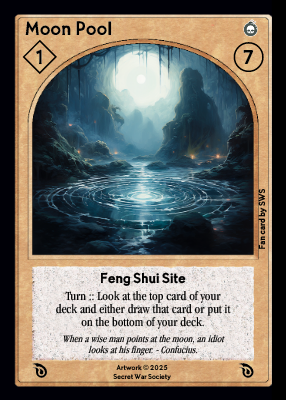 Moon Pool
1
7
Fan card by SWS
Feng Shui Site
Turn :: Look at the top card of your
deck and either draw that card or put it
on the bottom of your deck.
When a wise man points at the moon, an idiot
looks at his finger. - Confucius.
Artwork © 2025
Secret War Society